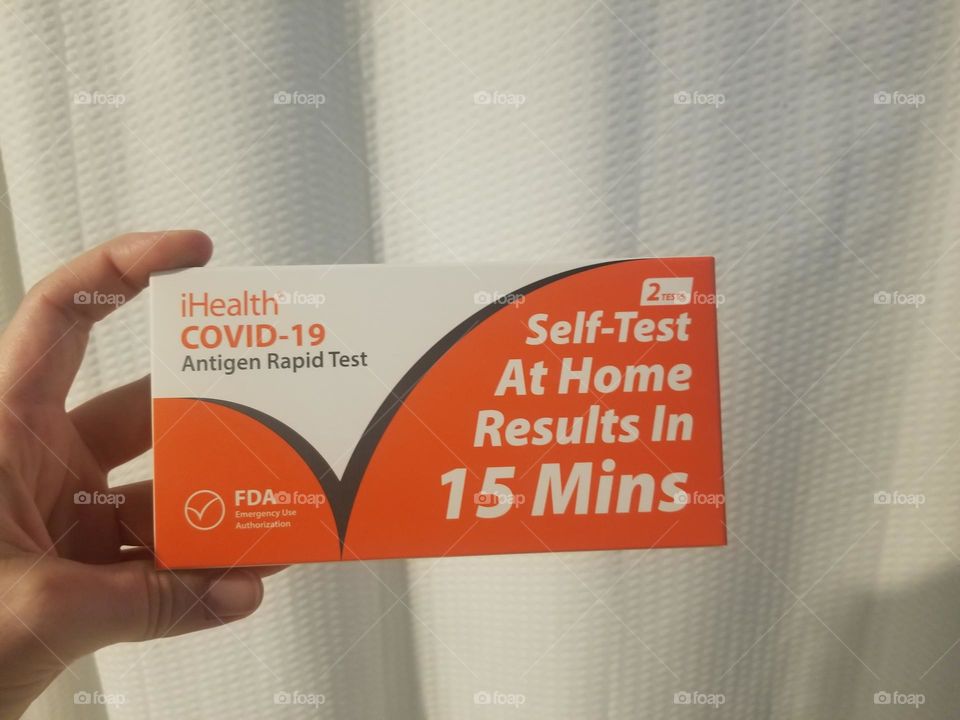 iHealth
COVID-19
Antigen Rapid Test
2 TESTS
Self-Test
At Home
Results In
15 Mins
FDA
Emergency Use
Authorization
foap